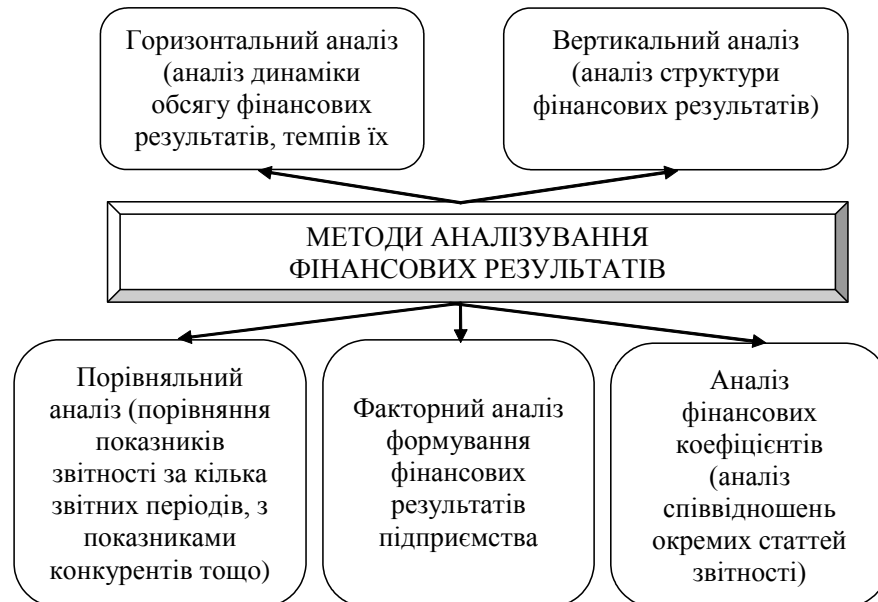 Горизонтальний аналіз
(аналіз динаміки
обсягу фінансових
результатів, темпів їх
Вертикальний аналіз
(аналіз структури
фінансових результатів)
МЕТОДИ АНАЛІЗУВАННЯ
ФІНАНСОВИХ РЕЗУЛЬТАТІВ
Порівняльний
аналіз (порівняння
показників
звітності за кілька
звітних періодів, з
показниками
конкурентів тощо)
Факторний аналіз
формування
фінансових
результатів
підприємства
Аналіз
фінансових
коефіцієнтів
(аналіз
співвідношень
окремих статтей
звітності)